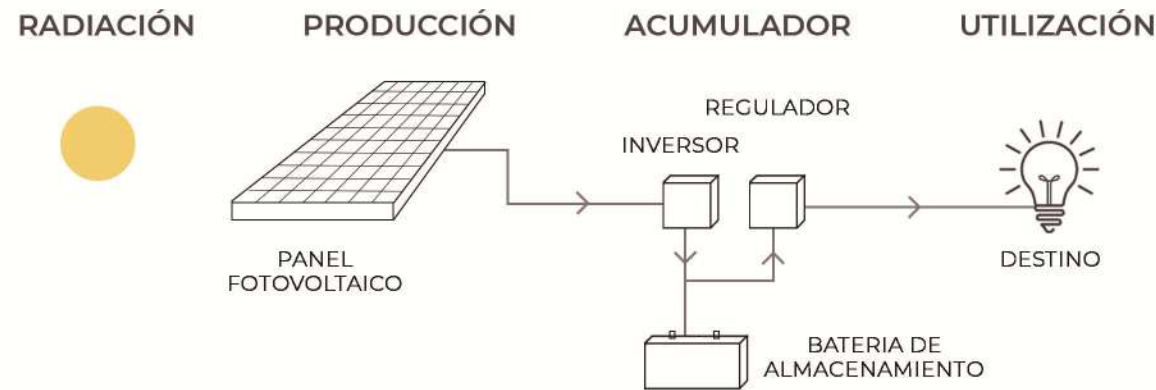 RADIACIÓN
PRODUCCIÓN
ACUMULADOR
UTILIZACIÓN
REGULADOR
INVERSOR
PANEL
FOTOVOLTAICO
DESTINO
BATERIA DE
ALMACENAMIENTO